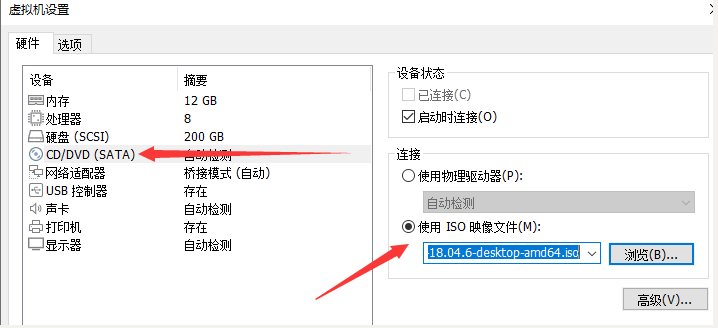 虚拟机设置
硬件 选项
设备 摘要
内存 12 GB
处理器 8
硬盘 (SCSI) 200 GB
CD/DVD (SATA) 自动检测
网络适配器 桥接模式 (自动)
USB 控制器 存在
声卡 自动检测
打印机 存在
显示器 自动检测
设备状态
已连接(C)
启动时连接(O)
连接
使用物理驱动器(P):
自动检测
使用 ISO 映像文件(M):
-18.04.6-desktop-amd64.iso 浏览(B)...
高级(V)...